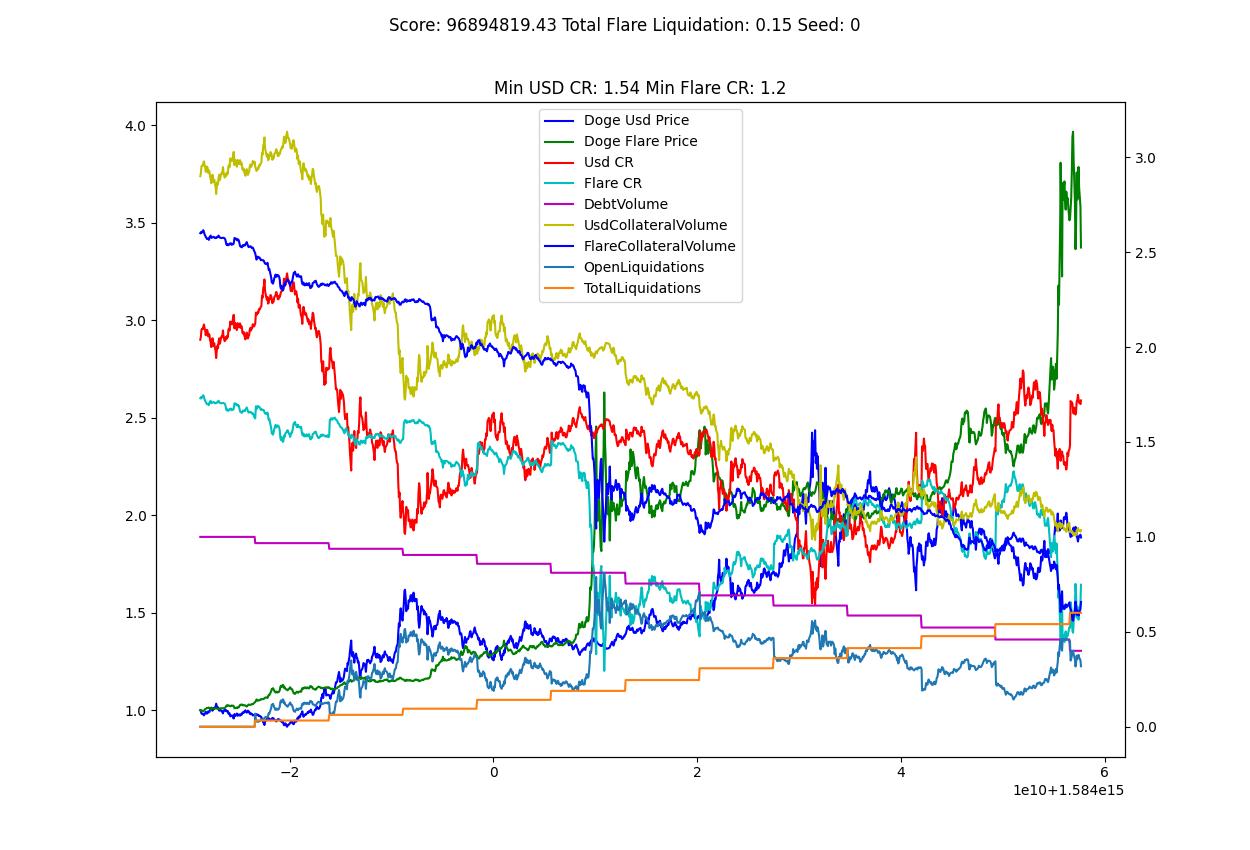 Score: 96894819.43 Total Flare Liquidation: 0.15 Seed: 0
Min USD CR: 1.54 Min Flare CR: 1.2
Doge Usd Price
Doge Flare Price
Usd CR
Flare CR
DebtVolume
UsdCollateralVolume
FlareCollateralVolume
OpenLiquidations
TotalLiquidations
4.0
3.5
3.0
2.5
2.0
1.5
1.0
3.0
2.5
2.0
1.5
1.0
0.5
0.0
−2 0 2 4 6
1e10+1.584e15